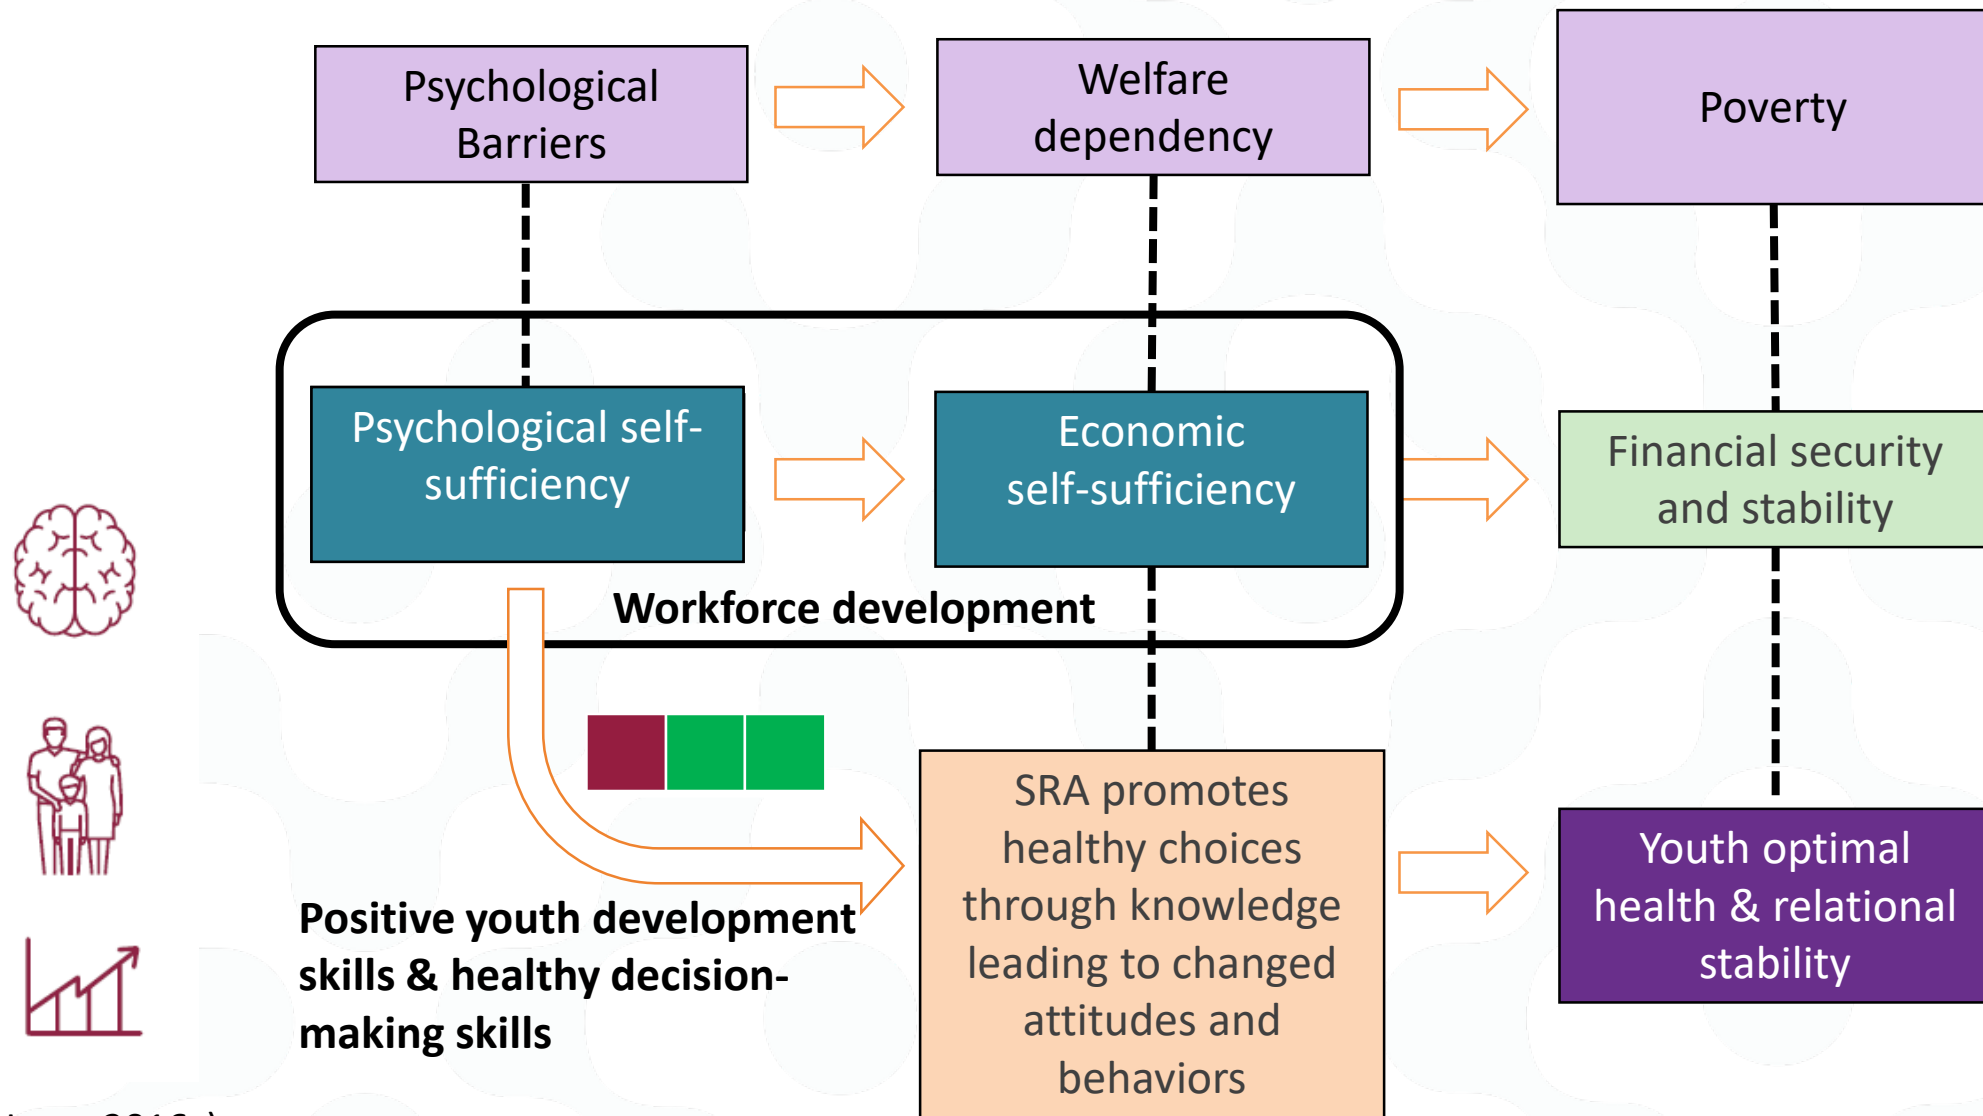 Psychological
Barriers
Welfare
dependency
Poverty
Psychological self-
sufficiency
Economic
self-sufficiency
Financial security
and stability
Workforce development
Positive youth development
skills & healthy decision-
making skills
SRA promotes
healthy choices
through knowledge
leading to changed
attitudes and
behaviors
Youth optimal
health & relational
stability